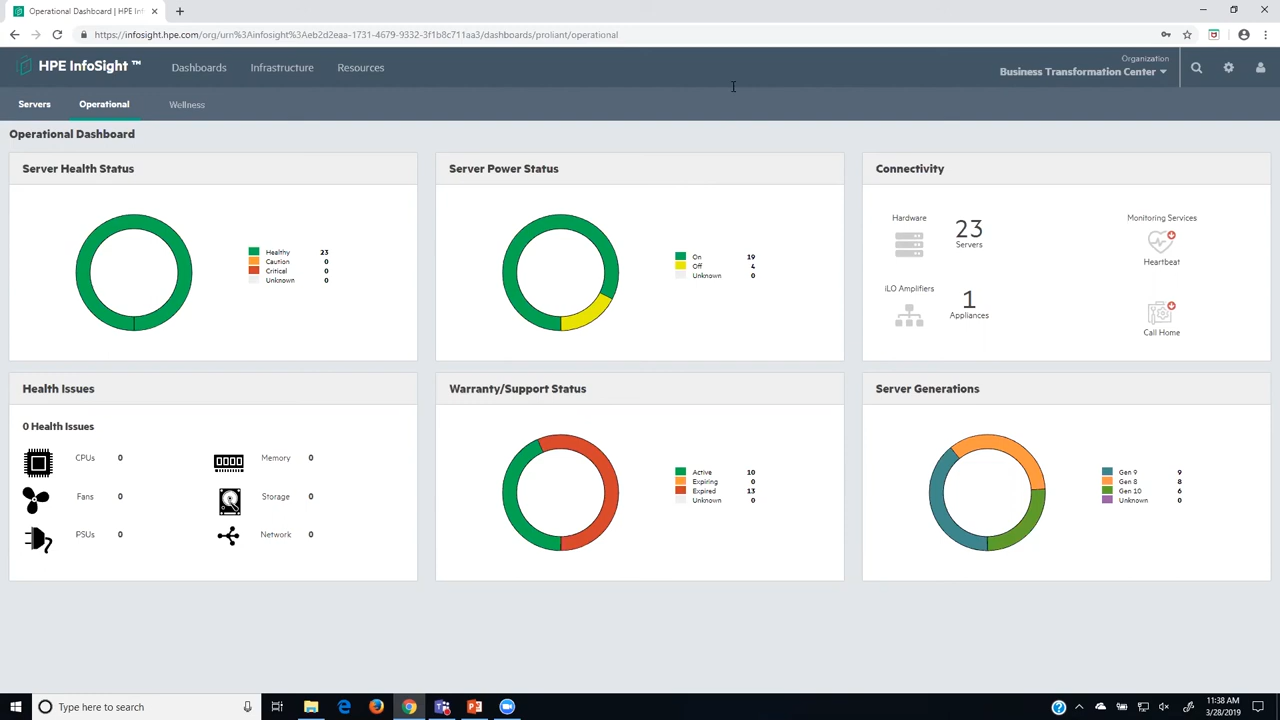 Operational Dashboard | HPE Inf
https://infosight.hpe.com/org/urn%3Ainfosight%3Aeb2d2eaa-1731-4679-9332-3f1b8c711aa3/dashboards/proliant/operational
HPE InfoSight ™
Dashboards
Infrastructure
Resources
Organization
Business Transformation Center
Servers
Operational
Wellness
Operational Dashboard
Server Health Status
Healthy 23
Caution 0
Critical 0
Unknown 0
Server Power Status
On 19
Off 4
Unknown 0
Connectivity
Hardware
23
Servers
Monitoring Services
Heartbeat
iLO Amplifiers
1
Appliances
Call Home
Health Issues
0 Health Issues
CPUs 0
Memory 0
Fans 0
Storage 0
PSUs 0
Network 0
Warranty/Support Status
Active 10
Expiring 0
Expired 13
Unknown 0
Server Generations
Gen 9 9
Gen 8 8
Gen 10 6
Unknown 0
Type here to search
11:38 AM
3/28/2019